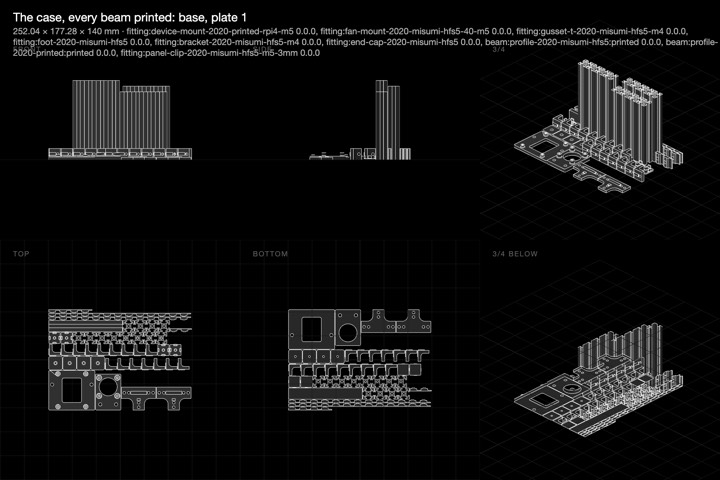 The case, every beam printed: base, plate 1
252.04 × 177.28 × 140 mm · fitting:device-mount-2020-printed-rpi4-m5 0.0.0, fitting:fan-mount-2020-misumi-hfs5-40-m5 0.0.0, fitting:gusset-t-2020-misumi-hfs5-m4 0.0.0,
fitting:foot-2020-misumi-hfs5 0.0.0, fitting:bracket-2020-misumi-hfs5-m4 0.0.0, fitting:end-cap-2020-misumi-hfs5 0.0.0, beam:profile-2020-misumi-hfs5:printed 0.0.0, beam:profile-
2020-printed:printed 0.0.0, fitting:panel-clip-2020-misumi-hfs5-m5-3mm 0.0.0
3/4
TOP
BOTTOM
3/4 BELOW